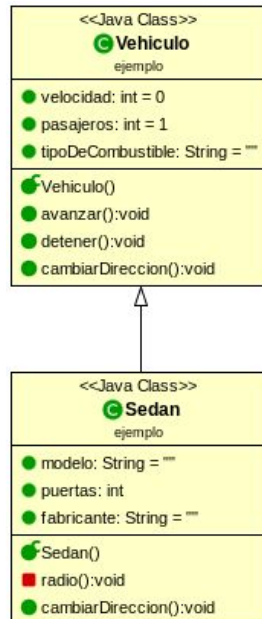 <<Java Class>>
C Vehiculo
ejemplo
velocidad: int = 0
pasajeros: int = 1
tipoDeCombustible: String = ""
C Vehiculo()
avanzar():void
detener():void
cambiarDireccion():void
<<Java Class>>
C Sedan
ejemplo
modelo: String = ""
puertas: int
fabricante: String = ""
C Sedan()
radio():void
cambiarDireccion():void